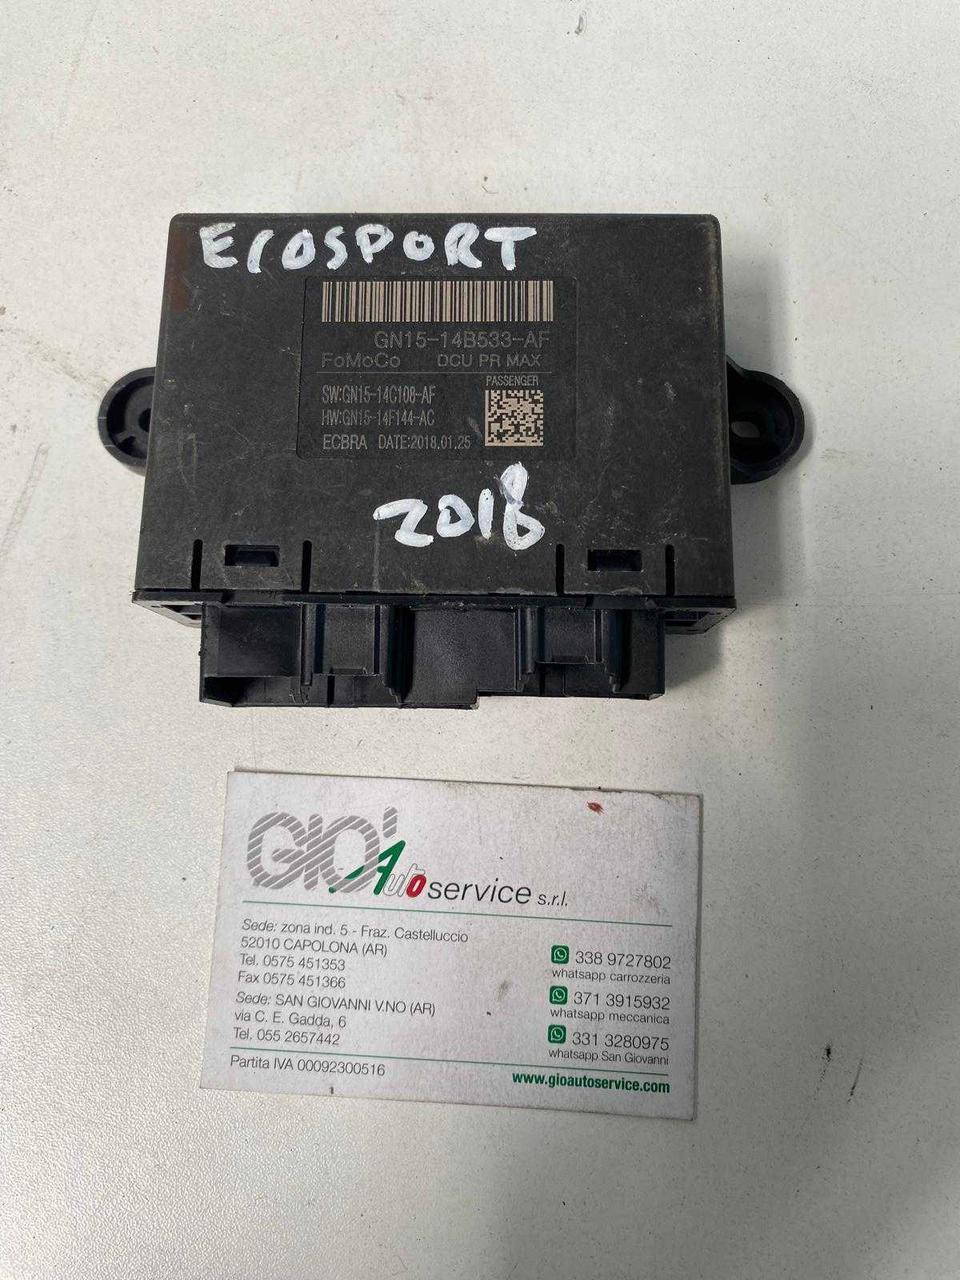 ECOSPORT
GN15-14B533-AF
FoMoCo DCU PR MAX
PASSENGER
SW:GN15-14C108-AF
HW:GN15-14F144-AC
ECBRA DATE:2018.01.25
2018
GIO' Auto service s.r.l.
Sede: zona ind. 5 - Fraz. Castelluccio
52010 CAPOLONA (AR)
Tel. 0575 451353
Fax 0575 451366
Sede: SAN GIOVANNI V.NO (AR)
via C. E. Gadda, 6
Tel. 055 2657442
Partita IVA 00092300516
338 9727802
whatsapp carrozzeria
371 3915932
whatsapp meccanica
331 3280975
whatsapp San Giovanni
www.gioautoservice.com